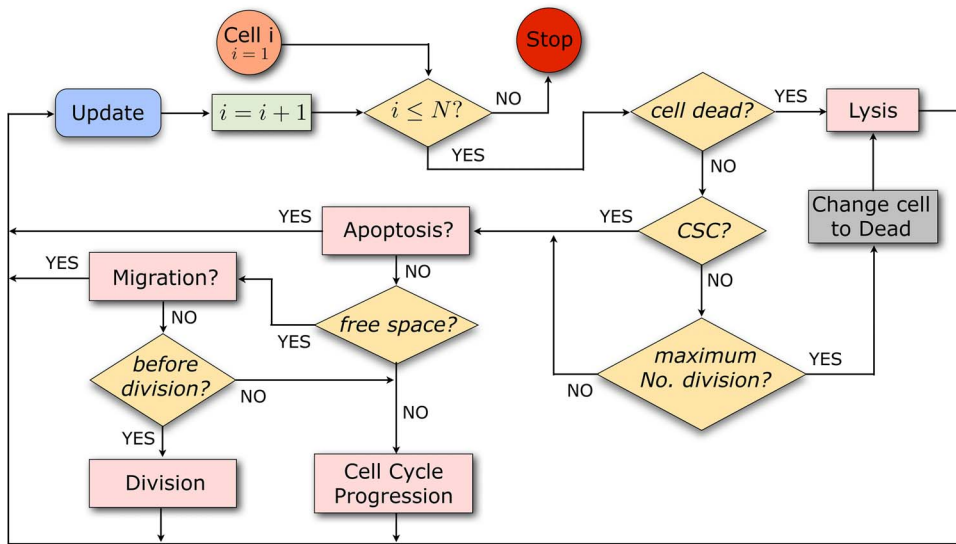 Cell i
i = 1
Stop
Update
i = i + 1
i ≤ N?
NO
YES
cell dead?
YES
Lysis
NO
Change cell
to Dead
CSC?
YES
NO
Apoptosis?
YES
NO
Migration?
YES
NO
free space?
YES
NO
maximum
No. division?
YES
NO
before
division?
NO
YES
Division
Cell Cycle
Progression